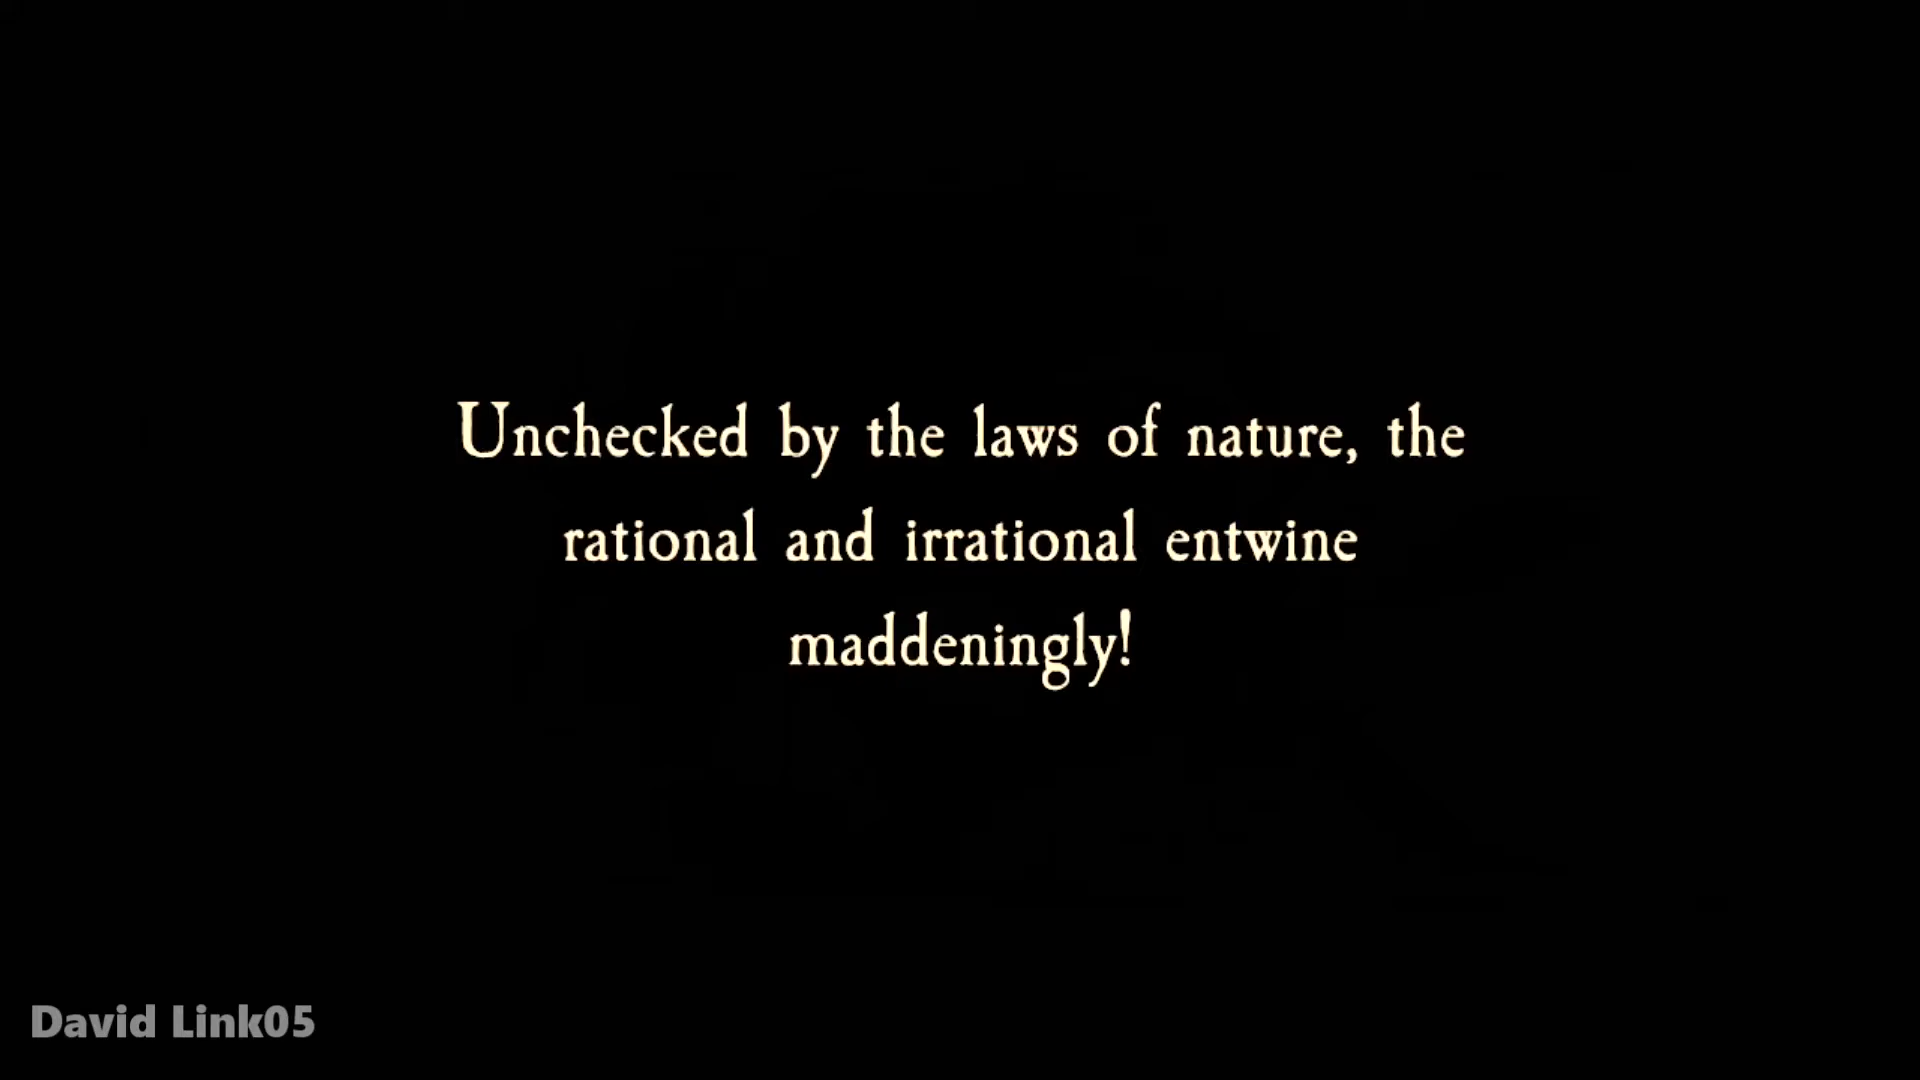 Unchecked by the laws of nature, the
rational and irrational entwine
maddeningly!
David Link05